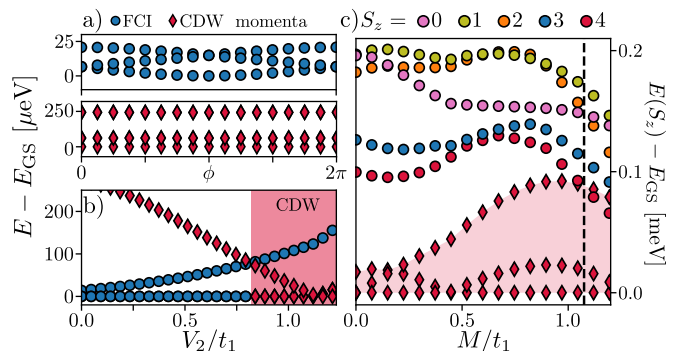 a) FCI CDW momenta
25
0
250
0
0 ϕ 2π
E − E_GS [μeV]
b) CDW
200
100
0
0.0 0.5 1.0
V_2/t_1
c) S_z = 0 1 2 3 4
0.2
0.1
0.0
E(S_z) − E_GS [meV]
0.0 0.5 1.0
M/t_1